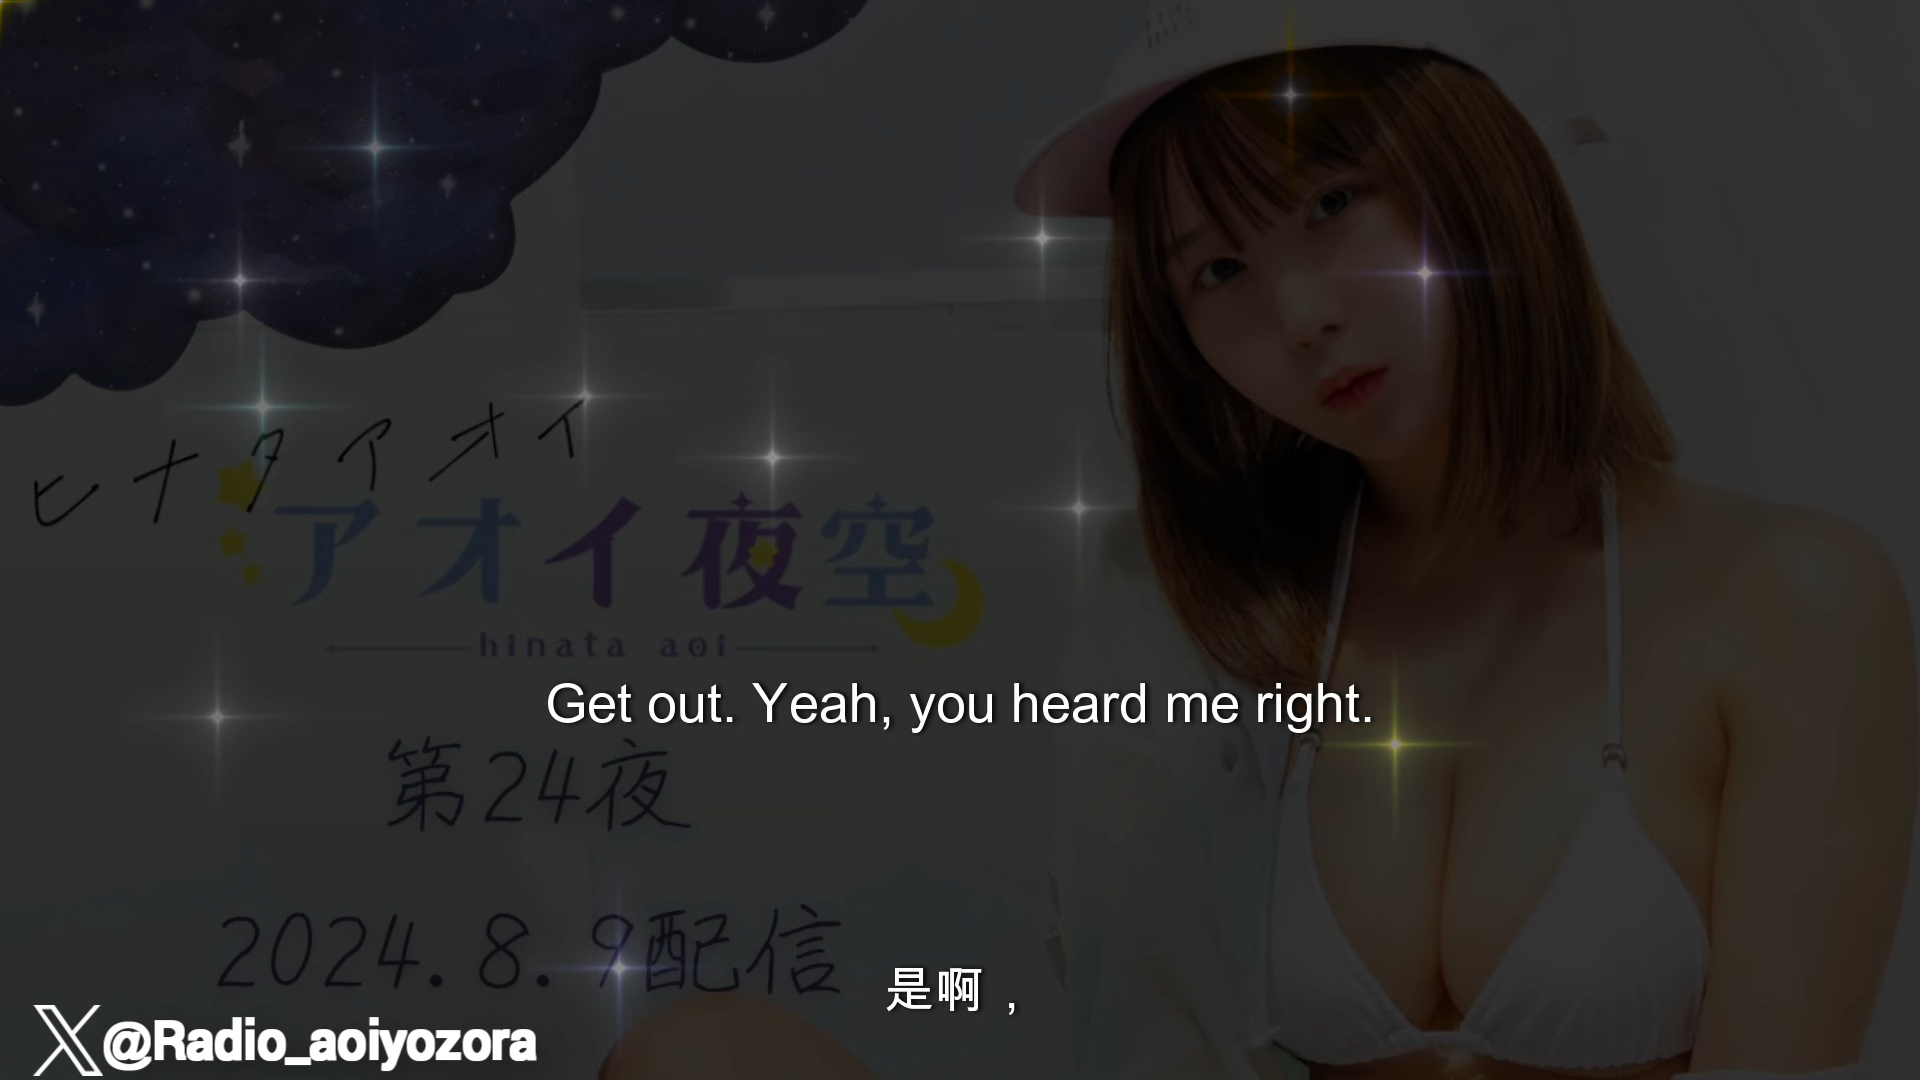 ヒナタアオイ
アオイ夜空
hinata aoi
Get out. Yeah, you heard me right.
第24夜
2024.8.9配信
是啊，
X@Radio_aoiyozora